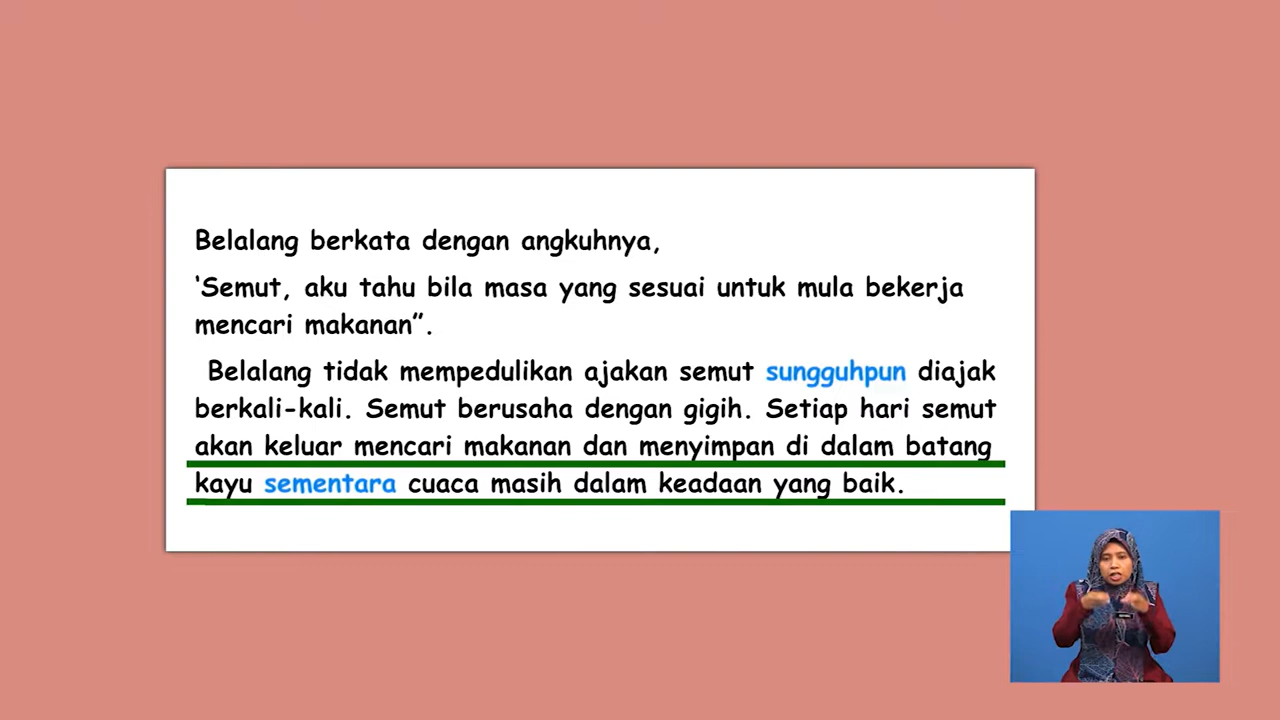 Belalang berkata dengan angkuhnya,
‘Semut, aku tahu bila masa yang sesuai untuk mula bekerja
mencari makanan”.
Belalang tidak mempedulikan ajakan semut sungguhpun diajak
berkali-kali. Semut berusaha dengan gigih. Setiap hari semut
akan keluar mencari makanan dan menyimpan di dalam batang
kayu sementara cuaca masih dalam keadaan yang baik.